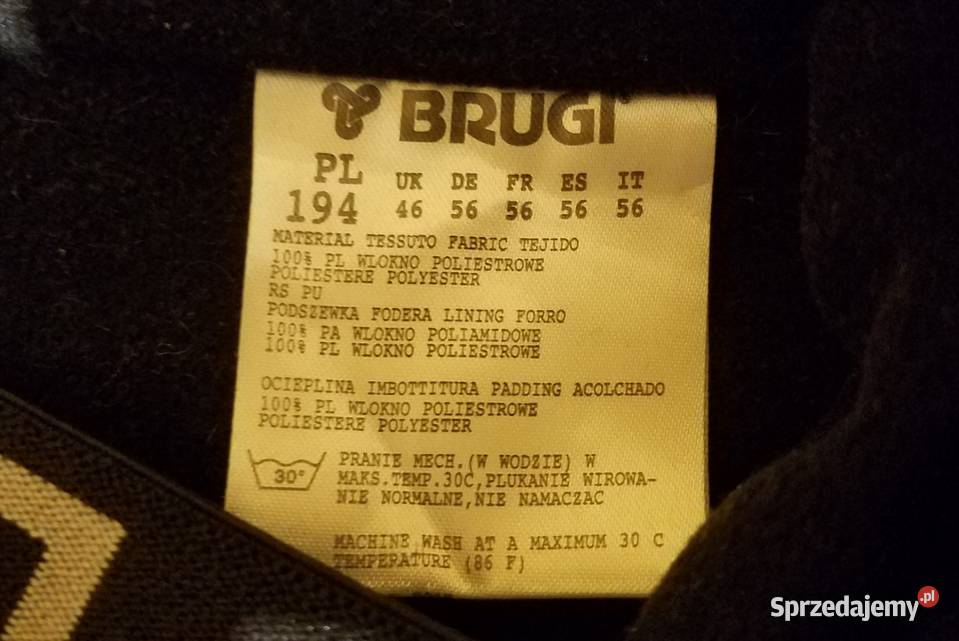 BRUGI
PL UK DE FR ES IT
194 46 56 56 56 56
MATERIAL TESSUTO FABRIC TEJIDO
100% PL WLOKNO POLIESTROWE
POLIESTERE POLYESTER
RS PU
PODSZEWKA FODERA LINING FORRO
100% PA WLOKNO POLIAMIDOWE
100% PL WLOKNO POLIESTROWE
OCIEPLINA IMBOTTITURA PADDING ACOLCHADO
100% PL WLOKNO POLIESTROWE
POLIESTERE POLYESTER
30°
PRANIE MECH.(W WODZIE) W
MAKS.TEMP.30C,PLUKANIE WIROWA-
NIE NORMALNE,NIE NAMACZAC
MACHINE WASH AT A MAXIMUM 30 C
TEMPERATURE (86 F)
Sprzedajemy.pl